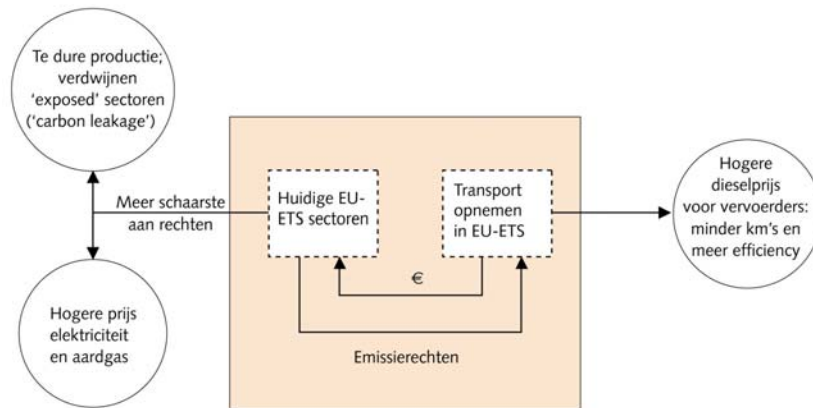 Te dure productie;
verdwijnen
‘exposed’ sectoren
(‘carbon leakage’)
Meer schaarste
aan rechten
Hogere prijs
elektriciteit
en aardgas
Huidige EU-
ETS sectoren
Transport
opnemen
in EU-ETS
€
Emissierechten
Hogere
dieselprijs
voor vervoerders:
minder km's en
meer efficiency